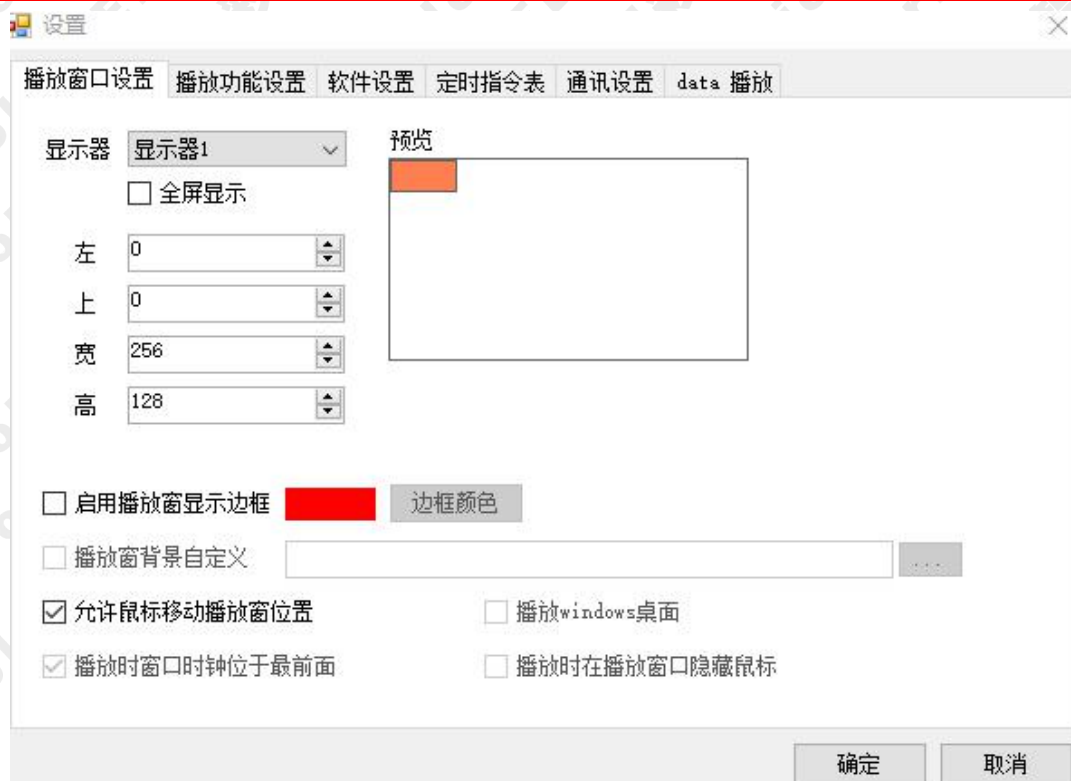 设置
播放窗口设置 播放功能设置 软件设置 定时指令表 通讯设置 data 播放
显示器 显示器1
预览
全屏显示
左 0
上 0
宽 256
高 128
启用播放窗显示边框 边框颜色
播放窗背景自定义 ...
允许鼠标移动播放窗位置 播放windows桌面
播放时窗口时钟位于最前面 播放时在播放窗口隐藏鼠标
确定 取消